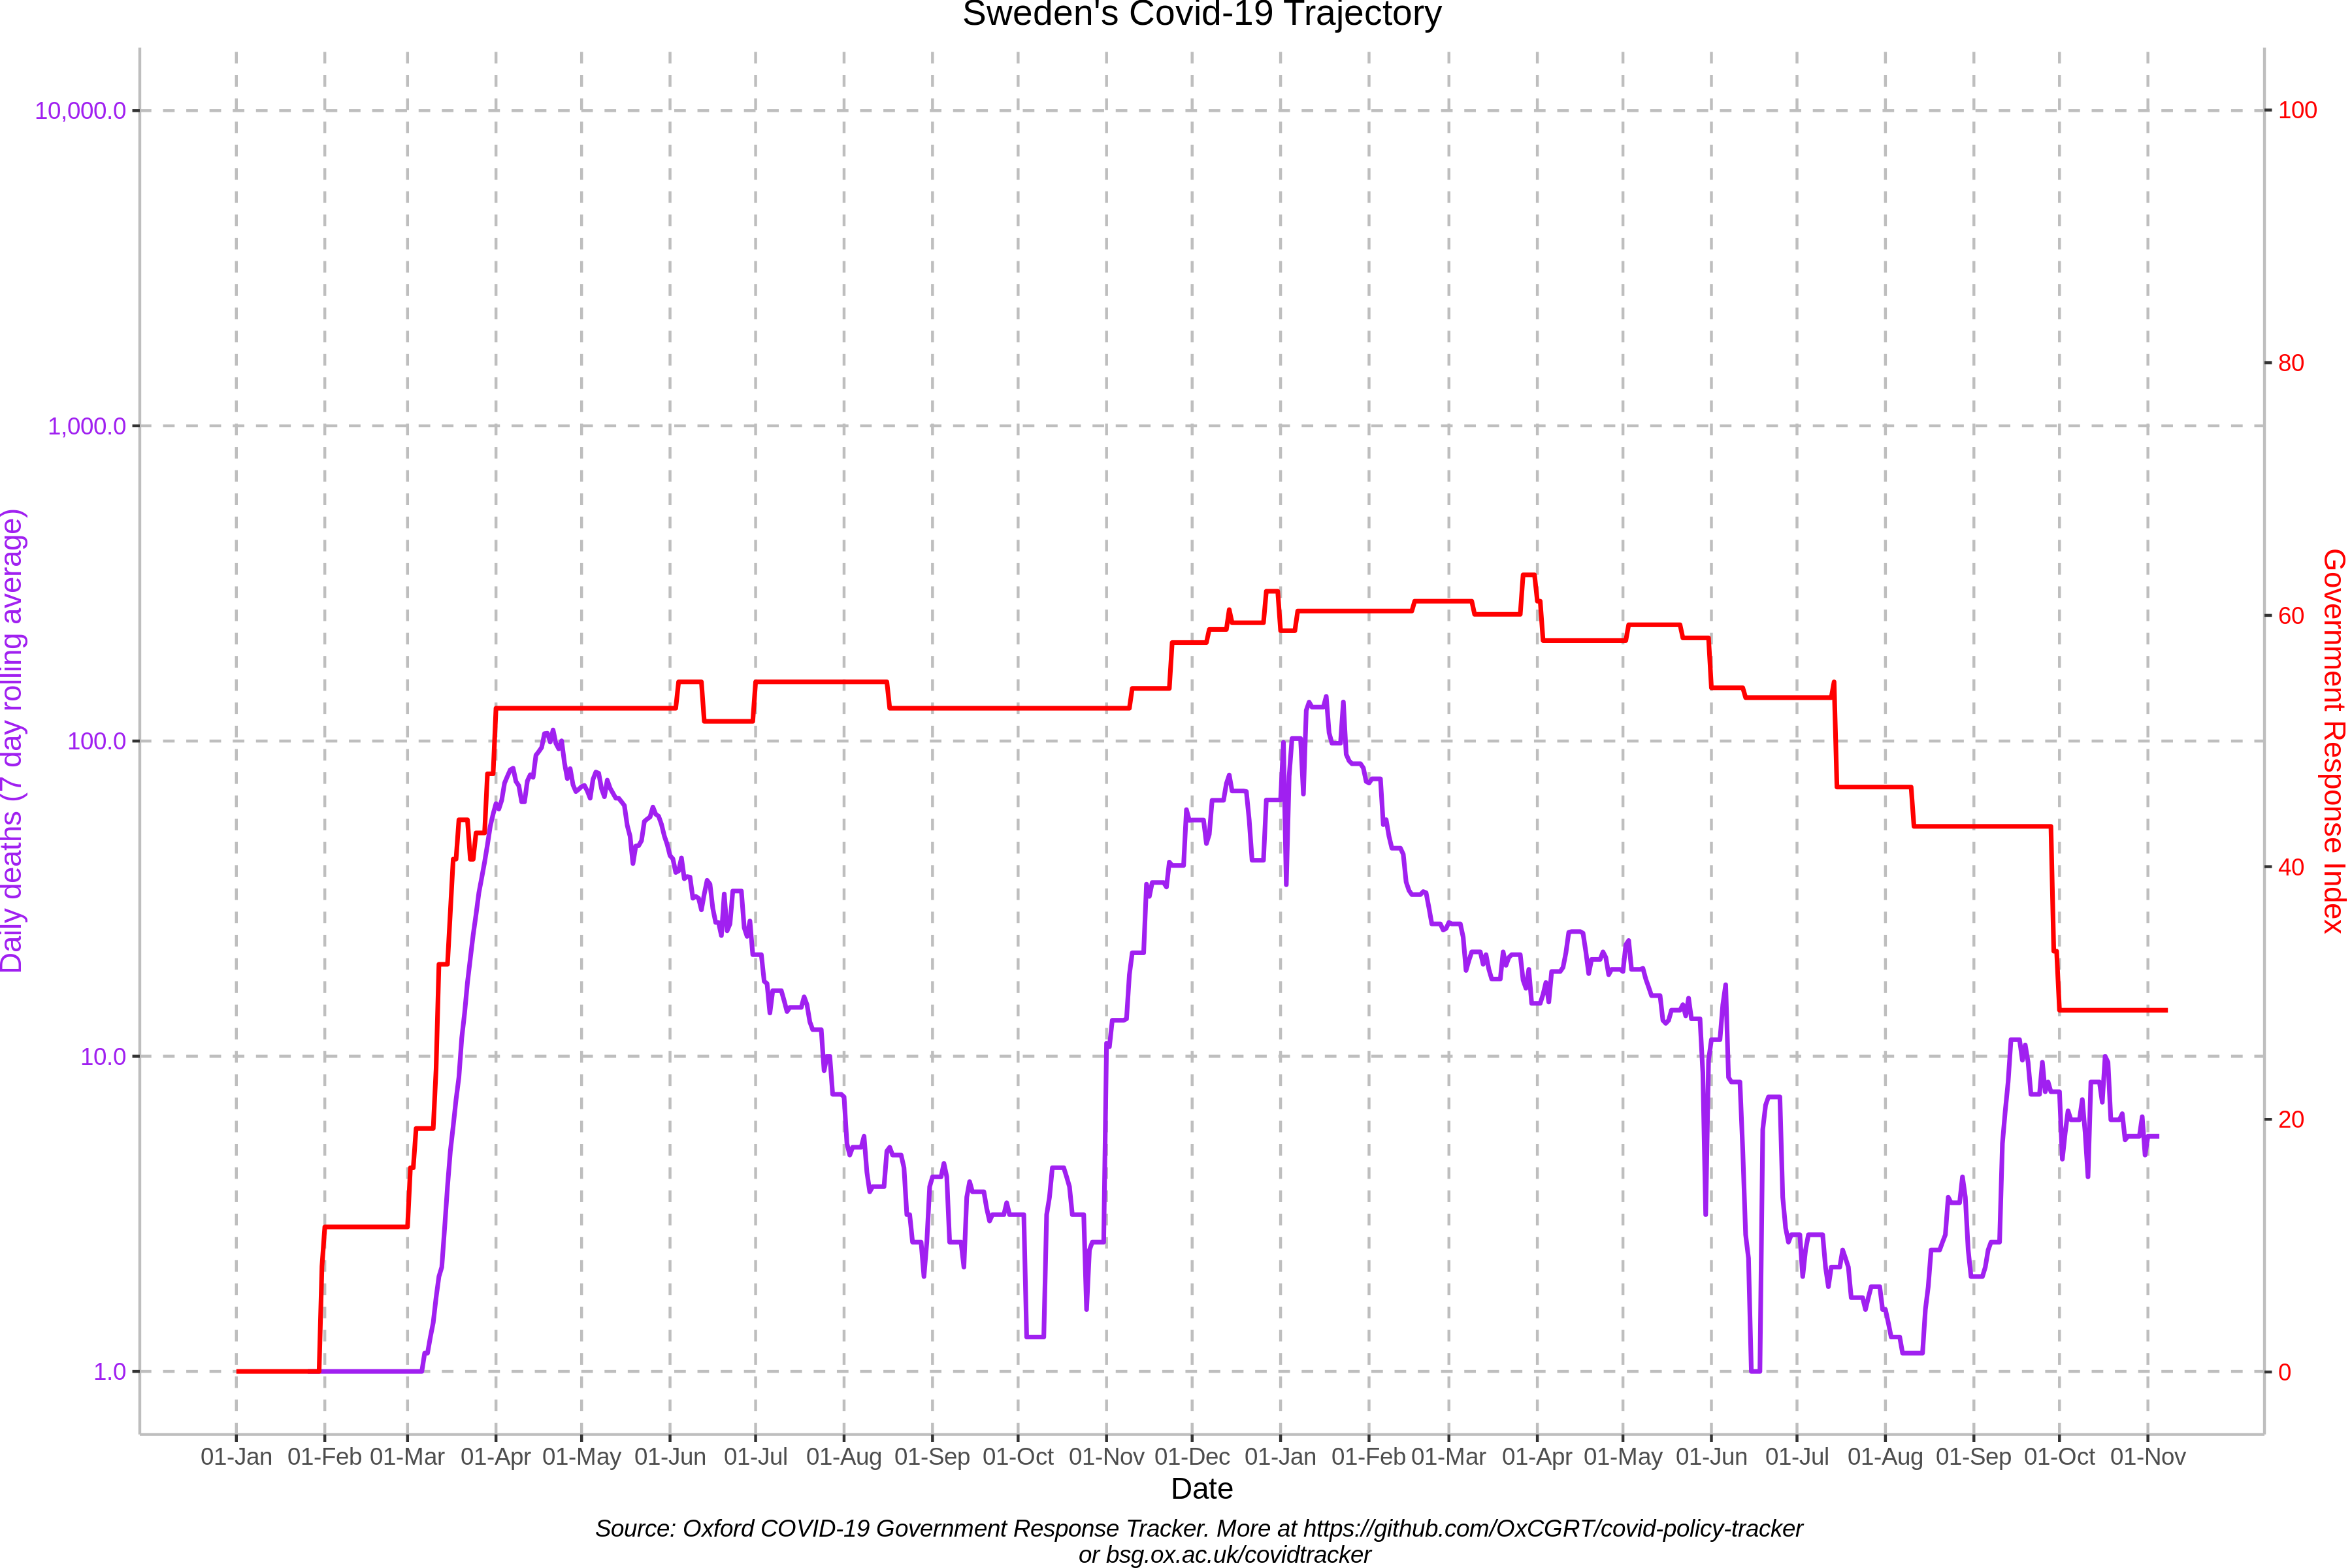 Sweden's Covid-19 Trajectory
10,000.0
1,000.0
100.0
10.0
1.0
Daily deaths (7 day rolling average)
100
80
60
40
20
0
Government Response Index
01-Jan 01-Feb 01-Mar 01-Apr 01-May 01-Jun 01-Jul 01-Aug 01-Sep 01-Oct 01-Nov 01-Dec 01-Jan 01-Feb 01-Mar 01-Apr 01-May 01-Jun 01-Jul 01-Aug 01-Sep 01-Oct 01-Nov
Date
Source: Oxford COVID-19 Government Response Tracker. More at https://github.com/OxCGRT/covid-policy-tracker
or bsg.ox.ac.uk/covidtracker